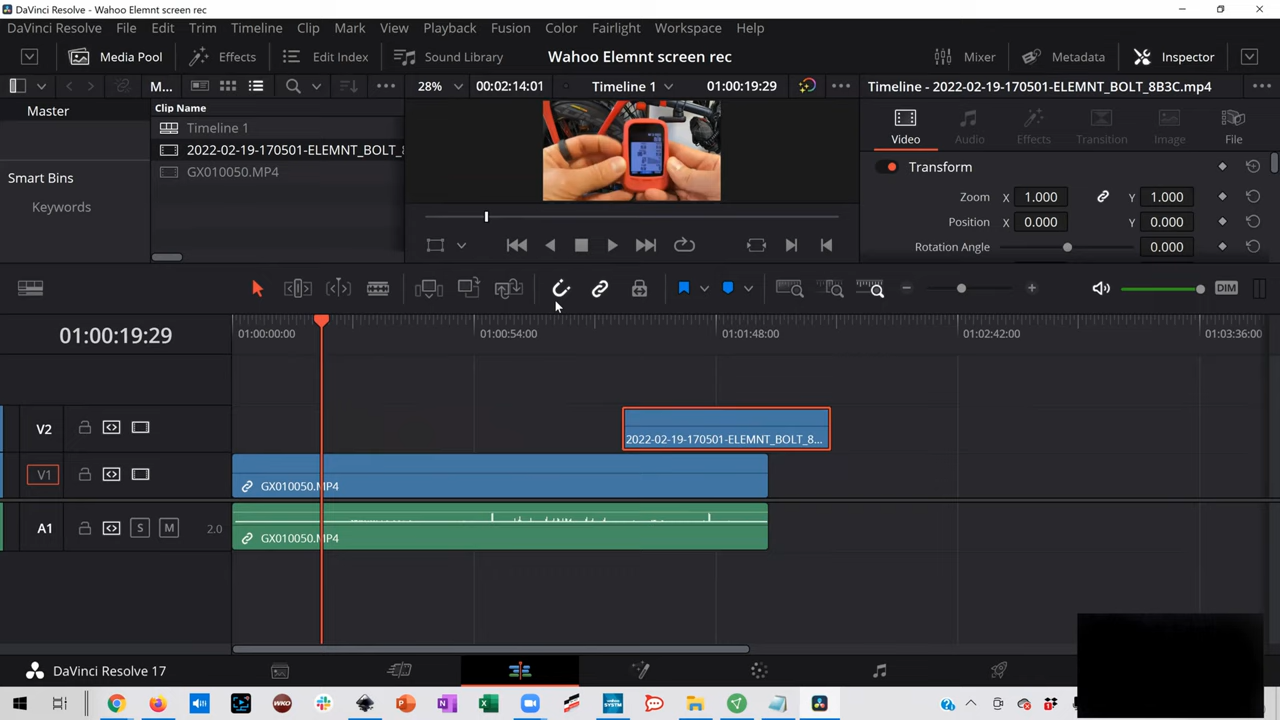 DaVinci Resolve - Wahoo Elemnt screen rec
DaVinci Resolve File Edit Trim Timeline Clip Mark View Playback Fusion Color Fairlight Workspace Help
Media Pool Effects Edit Index Sound Library Wahoo Elemnt screen rec Mixer Metadata Inspector
M... 28% 00:02:14:01 Timeline 1 01:00:19:29 Timeline - 2022-02-19-170501-ELEMNT_BOLT_8B3C.mp4
Master
Clip Name
Timeline 1
2022-02-19-170501-ELEMNT_BOLT_8
GX010050.MP4
Smart Bins
Keywords
Video Audio Effects Transition Image File
Transform
Zoom X 1.000 Y 1.000
Position X 0.000 Y 0.000
Rotation Angle 0.000
DIM
01:00:19:29
01:00:00:00 01:00:54:00 01:01:48:00 01:02:42:00 01:03:36:00
V2
2022-02-19-170501-ELEMNT_BOLT_8...
V1
GX010050.MP4
A1 S M 2.0
GX010050.MP4
DaVinci Resolve 17
WKO
SYSTM